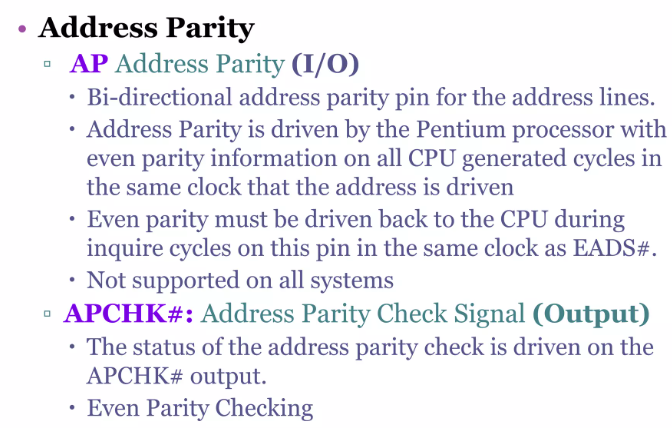 • Address Parity
▫ AP Address Parity (I/O)
• Bi-directional address parity pin for the address lines.
• Address Parity is driven by the Pentium processor with
even parity information on all CPU generated cycles in
the same clock that the address is driven
• Even parity must be driven back to the CPU during
inquire cycles on this pin in the same clock as EADS#.
• Not supported on all systems
▫ APCHK#: Address Parity Check Signal (Output)
• The status of the address parity check is driven on the
APCHK# output.
• Even Parity Checking